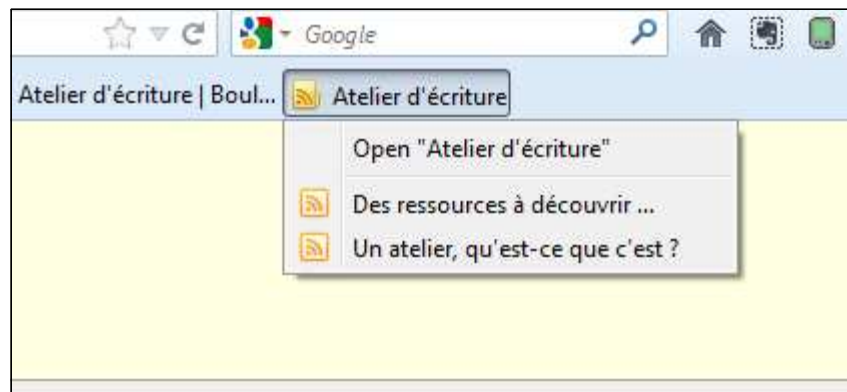 Google
Atelier d'écriture | Boul... Atelier d'écriture
Open "Atelier d'écriture"
Des ressources à découvrir ...
Un atelier, qu'est-ce que c'est ?